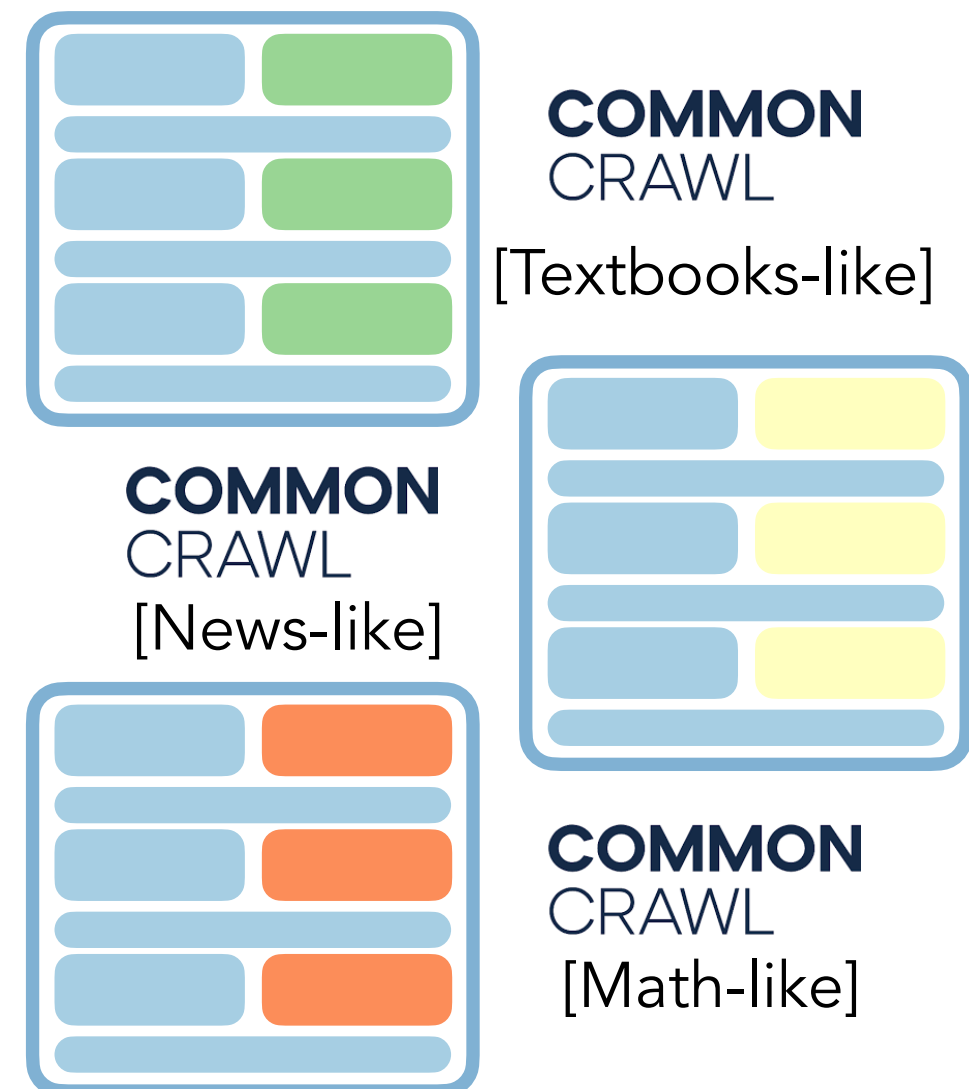 COMMON
CRAWL
[Textbooks-like]
COMMON
CRAWL
[News-like]
COMMON
CRAWL
[Math-like]